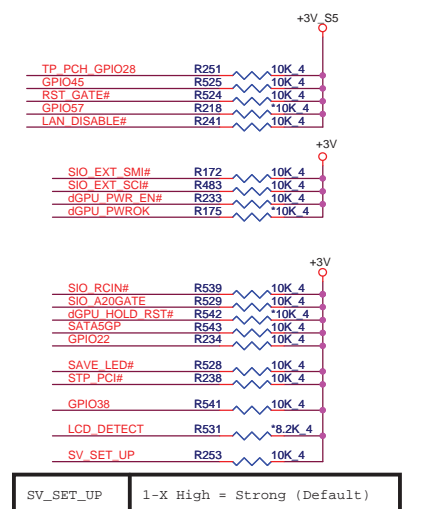 +3V_S5
TP_PCH_GPIO28 R251 10K_4
GPIO45 R525 10K_4
RST_GATE# R524 10K_4
GPIO57 R218 *10K_4
LAN_DISABLE# R241 10K_4
+3V
SIO_EXT_SMI# R172 10K_4
SIO_EXT_SCI# R483 10K_4
dGPU_PWR_EN# R233 10K_4
dGPU_PWROK R175 *10K_4
+3V
SIO_RCIN# R539 10K_4
SIO_A20GATE R529 10K_4
dGPU_HOLD_RST# R542 *10K_4
SATA5GP R543 10K_4
GPIO22 R234 10K_4
SAVE_LED# R528 10K_4
STP_PCI# R238 10K_4
GPIO38 R541 10K_4
LCD_DETECT R531 *8.2K_4
SV_SET_UP R253 10K_4
SV_SET_UP 1-X High = Strong (Default)